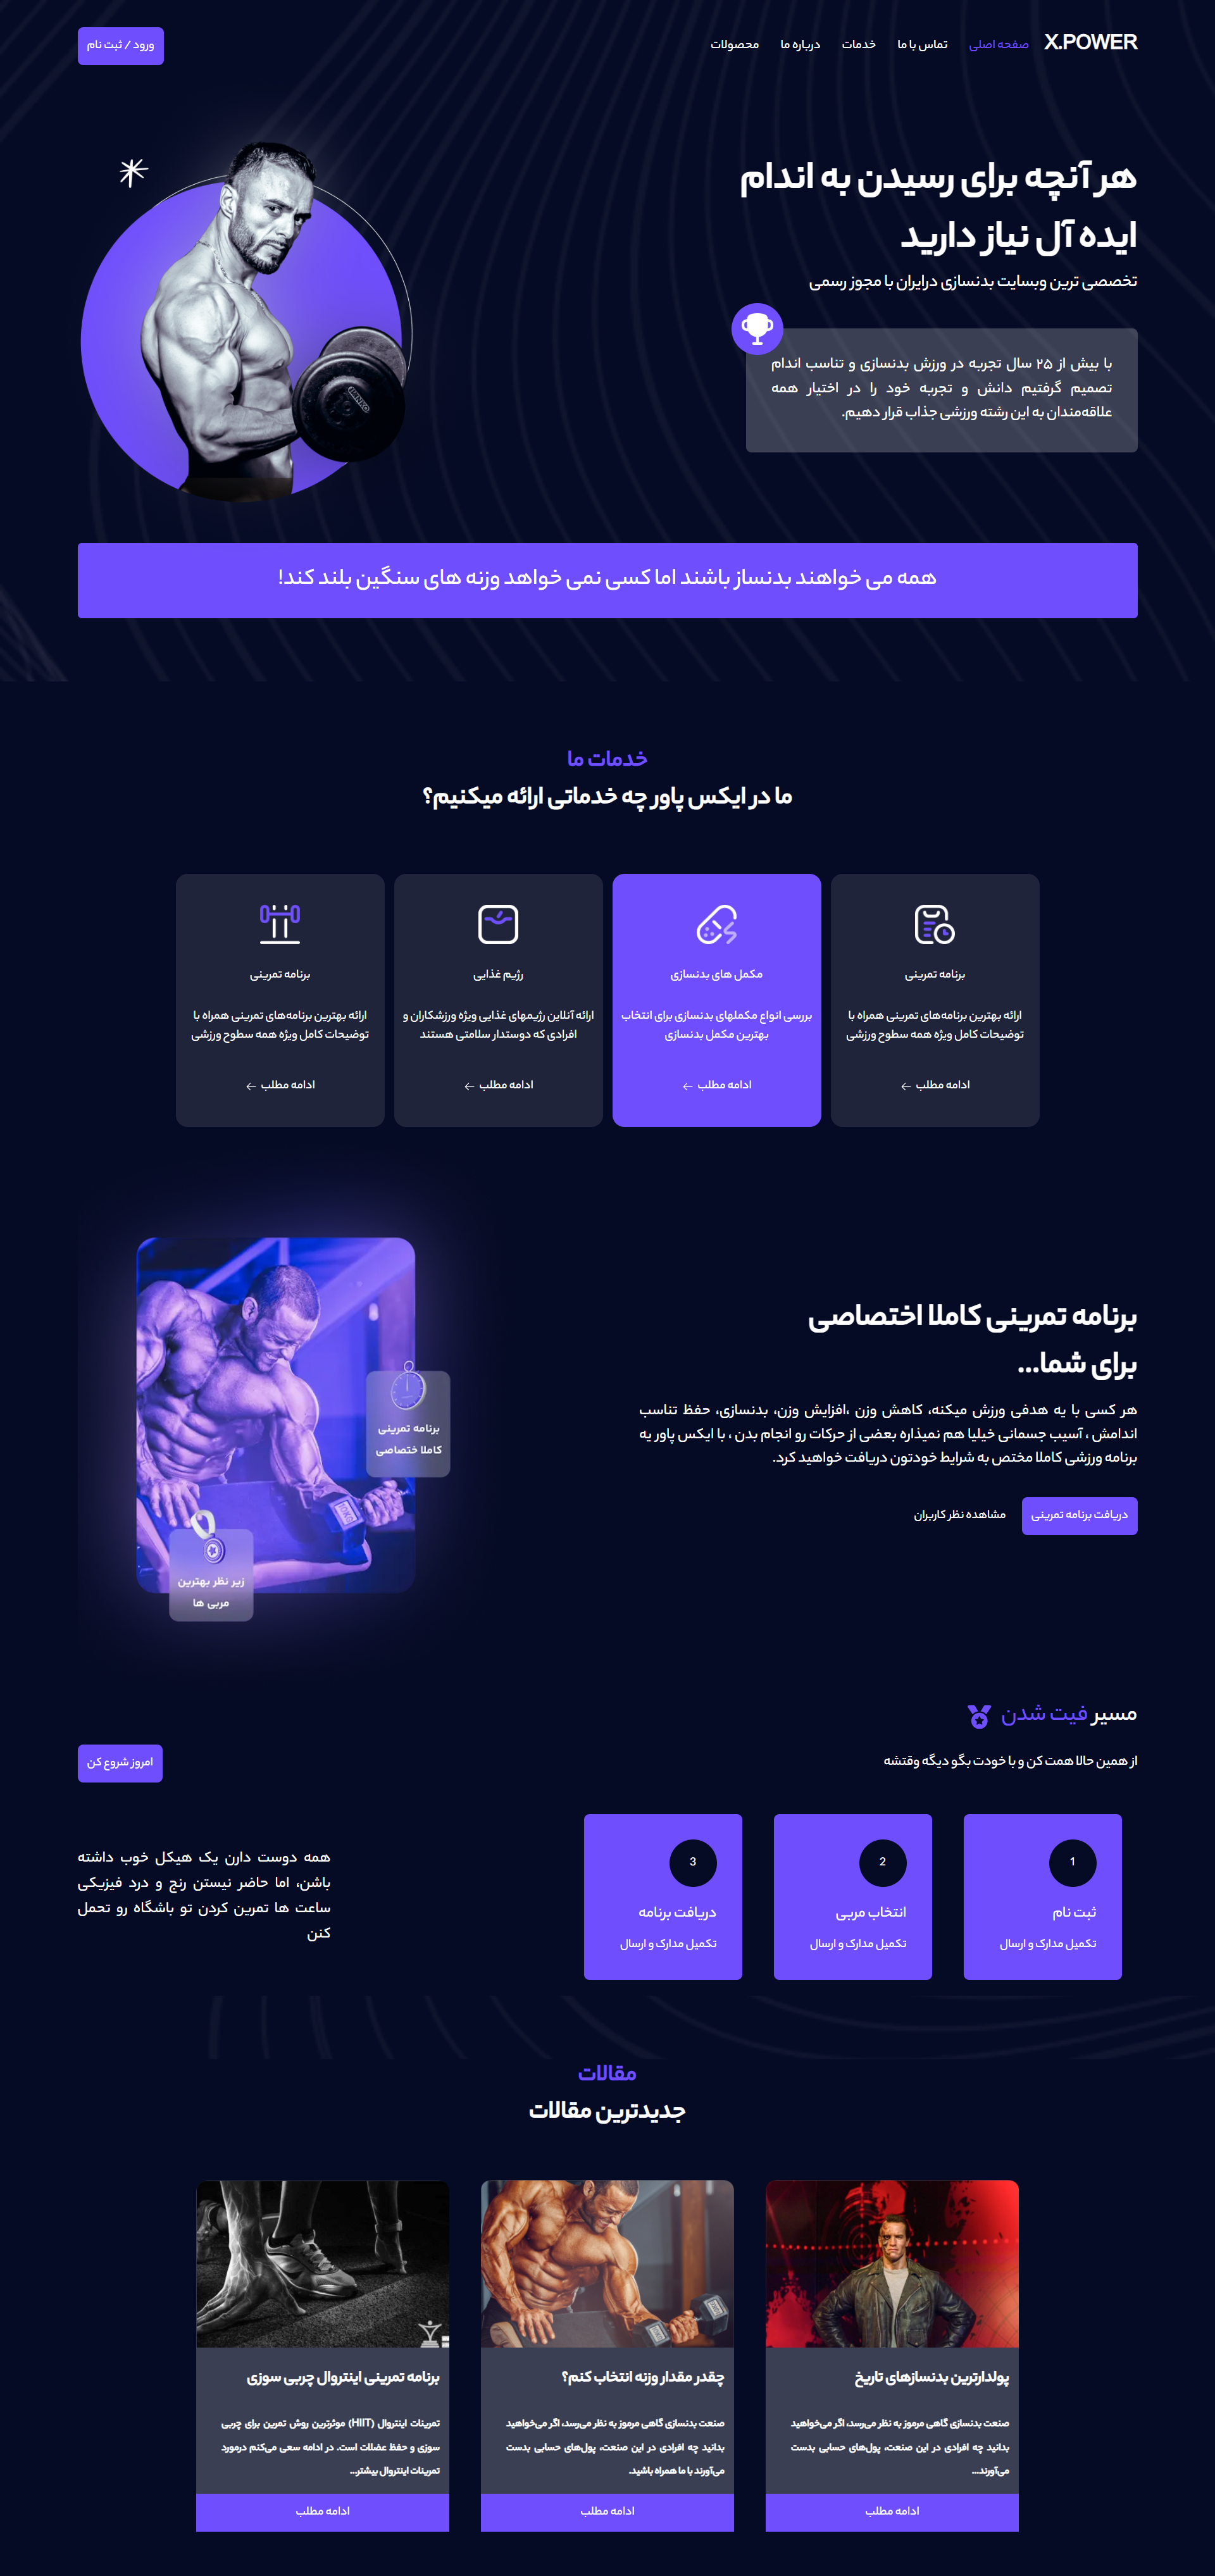 X.POWER
صفحه اصلی
تماس با ما
خدمات
درباره ما
محصولات
ورود / ثبت نام
هر آنچه برای رسیدن به اندام
ایده آل نیاز دارید
تخصصی ترین وبسایت بدنسازی درایران با مجوز رسمی
با بیش از ۲۵ سال تجربه در ورزش بدنسازی و تناسب اندام
تصمیم گرفتیم دانش و تجربه خود را در اختیار همه
علاقه‌مندان به این رشته ورزشی جذاب قرار دهیم.
همه می خواهند بدنساز باشند اما کسی نمی خواهد وزنه های سنگین بلند کند!
خدمات ما
ما در ایکس پاور چه خدماتی ارائه میکنیم؟
برنامه تمرینی
ارائه بهترین برنامه‌های تمرینی همراه با
توضیحات کامل ویژه همه سطوح ورزشی
ادامه مطلب ←
مکمل های بدنسازی
بررسی انواع مکملهای بدنسازی برای انتخاب
بهترین مکمل بدنسازی
ادامه مطلب ←
رژیم غذایی
ارائه آنلاین رژیمهای غذایی ویژه ورزشکاران و
افرادی که دوستدار سلامتی هستند
ادامه مطلب ←
برنامه تمرینی
ارائه بهترین برنامه‌های تمرینی همراه با
توضیحات کامل ویژه همه سطوح ورزشی
ادامه مطلب ←
برنامه تمرینی کاملا اختصاصی
برای شما...
هر کسی با یه هدفی ورزش میکنه، کاهش وزن ،افزایش وزن، بدنسازی، حفظ تناسب
اندامش ، آسیب جسمانی خیلیا هم نمیذاره بعضی از حرکات رو انجام بدن ، با ایکس پاور یه
برنامه ورزشی کاملا مختص به شرایط خودتون دریافت خواهید کرد.
دریافت برنامه تمرینی
مشاهده نظر کاربران
برنامه تمرینی
کاملا ختصاصی
زیر نظر بهترین
مربی ها
مسیر فیت شدن
از همین حالا همت کن و با خودت بگو دیگه وقتشه
امروز شروع کن
1
ثبت نام
تکمیل مدارک و ارسال
2
انتخاب مربی
تکمیل مدارک و ارسال
3
دریافت برنامه
تکمیل مدارک و ارسال
همه دوست دارن یک هیکل خوب داشته
باشن، اما حاضر نیستن رنج و درد فیزیکی
ساعت ها تمرین کردن تو باشگاه رو تحمل
کنن
مقالات
جدیدترین مقالات
پولدارترین بدنسازهای تاریخ
صنعت بدنسازی گاهی مرموز به نظر می‌رسد، اگر می‌خواهید
بدانید چه افرادی در این صنعت، پول‌های حسابی بدست
می‌آورند...
ادامه مطلب
چقدر مقدار وزنه انتخاب کنم؟
صنعت بدنسازی گاهی مرموز به نظر می‌رسد، اگر می‌خواهید
بدانید چه افرادی در این صنعت، پول‌های حسابی بدست
می‌آورند با ما همراه باشید.
ادامه مطلب
برنامه تمرینی اینتروال چربی سوزی
تمرینات اینتروال (HIIT) موثرترین روش تمرین برای چربی
سوزی و حفظ عضلات است. در ادامه سعی می‌کنم درمورد
تمرینات اینتروال بیشتر...
ادامه مطلب